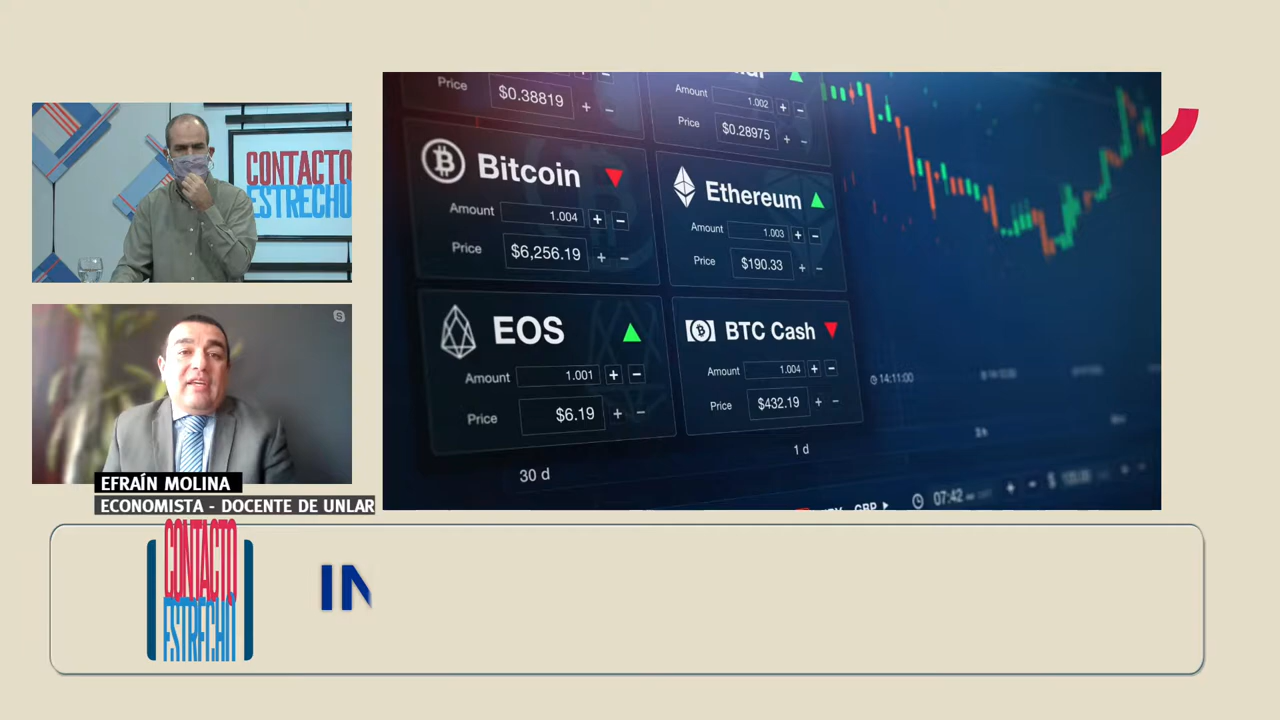 CONTACTO
ESTRECHO
EFRAÍN MOLINA
ECONOMISTA - DOCENTE DE UNLAR
Price $0.38819 + −
Amount 1.002 + −
Price $0.28975 + −
Bitcoin
Amount 1.004 + −
Price $6,256.19 + −
Ethereum
Amount 1.003 + −
Price $190.33 + −
EOS
Amount 1.001 + −
Price $6.19 + −
BTC Cash
Amount 1.004 + −
Price $432.19 + −
30 d
1 d
14:11:00
GBP
07:42
CONTACTO
ESTRECHO
IN